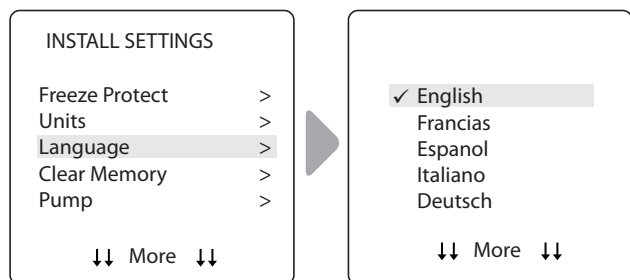 INSTALL SETTINGS
Freeze Protect >
Units >
Language >
Clear Memory >
Pump >
↓↓ More ↓↓
✓ English
Francias
Espanol
Italiano
Deutsch
↓↓ More ↓↓